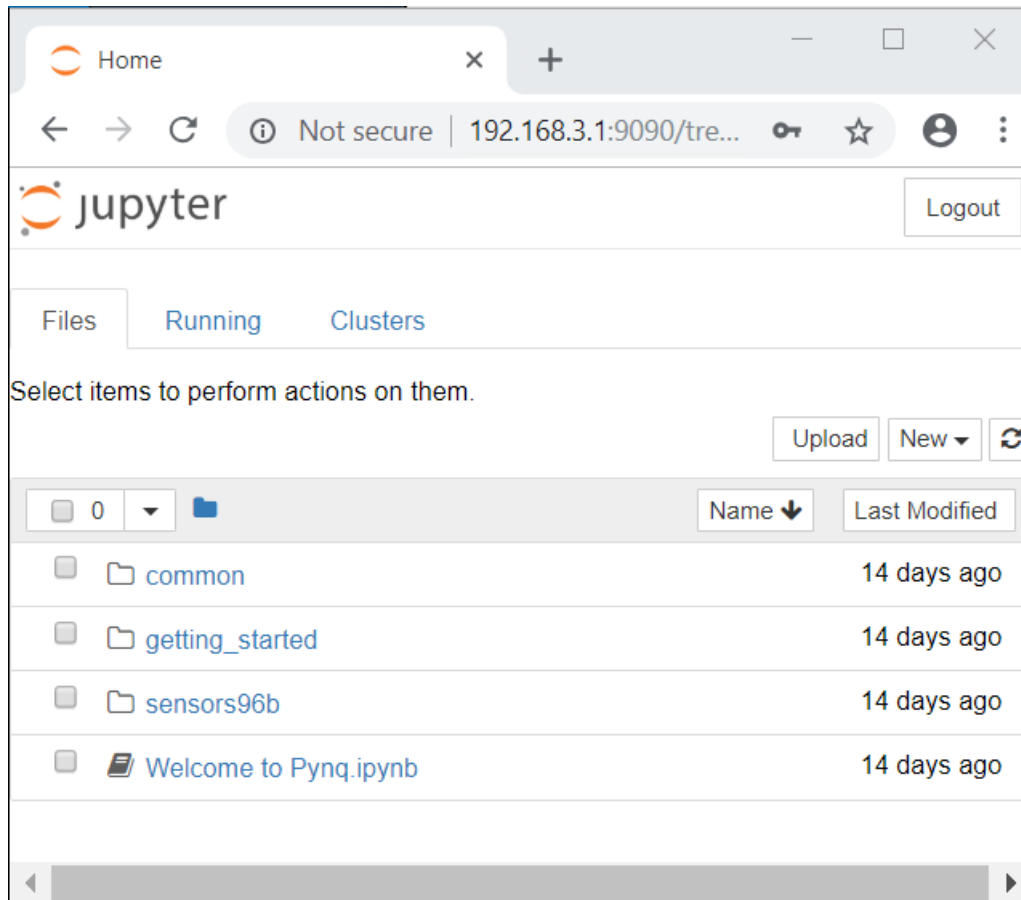 Home
Not secure 192.168.3.1:9090/tre...
jupyter Logout
Files Running Clusters
Select items to perform actions on them.
Upload New
0 Name Last Modified
common 14 days ago
getting_started 14 days ago
sensors96b 14 days ago
Welcome to Pynq.ipynb 14 days ago